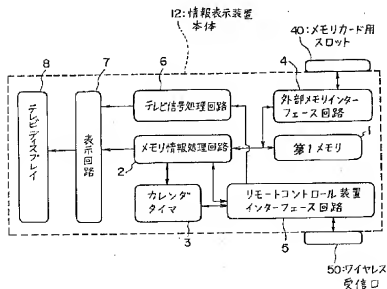 12:情報表示装置
本体
40:メモリカード用
スロット
8
7
6
4
テレビディスプレイ
表示回路
テレビ信号処理回路
外部メモリインター
フェース回路
1
メモリ情報処理回路
第1メモリ
2
カレンダ
タイマ
リモートコントロール装置
インターフェース回路
3
5
50:ワイヤレス
受信口